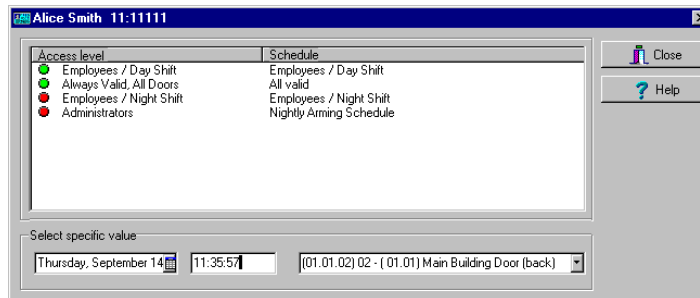 Alice Smith 11:11111
Access level Schedule
Employees / Day Shift Employees / Day Shift
Always Valid, All Doors All valid
Employees / Night Shift Employees / Night Shift
Administrators Nightly Arming Schedule
Close
Help
Select specific value
Thursday, September 14 11:35:57 (01.01.02) 02 - ( 01.01) Main Building Door (back)